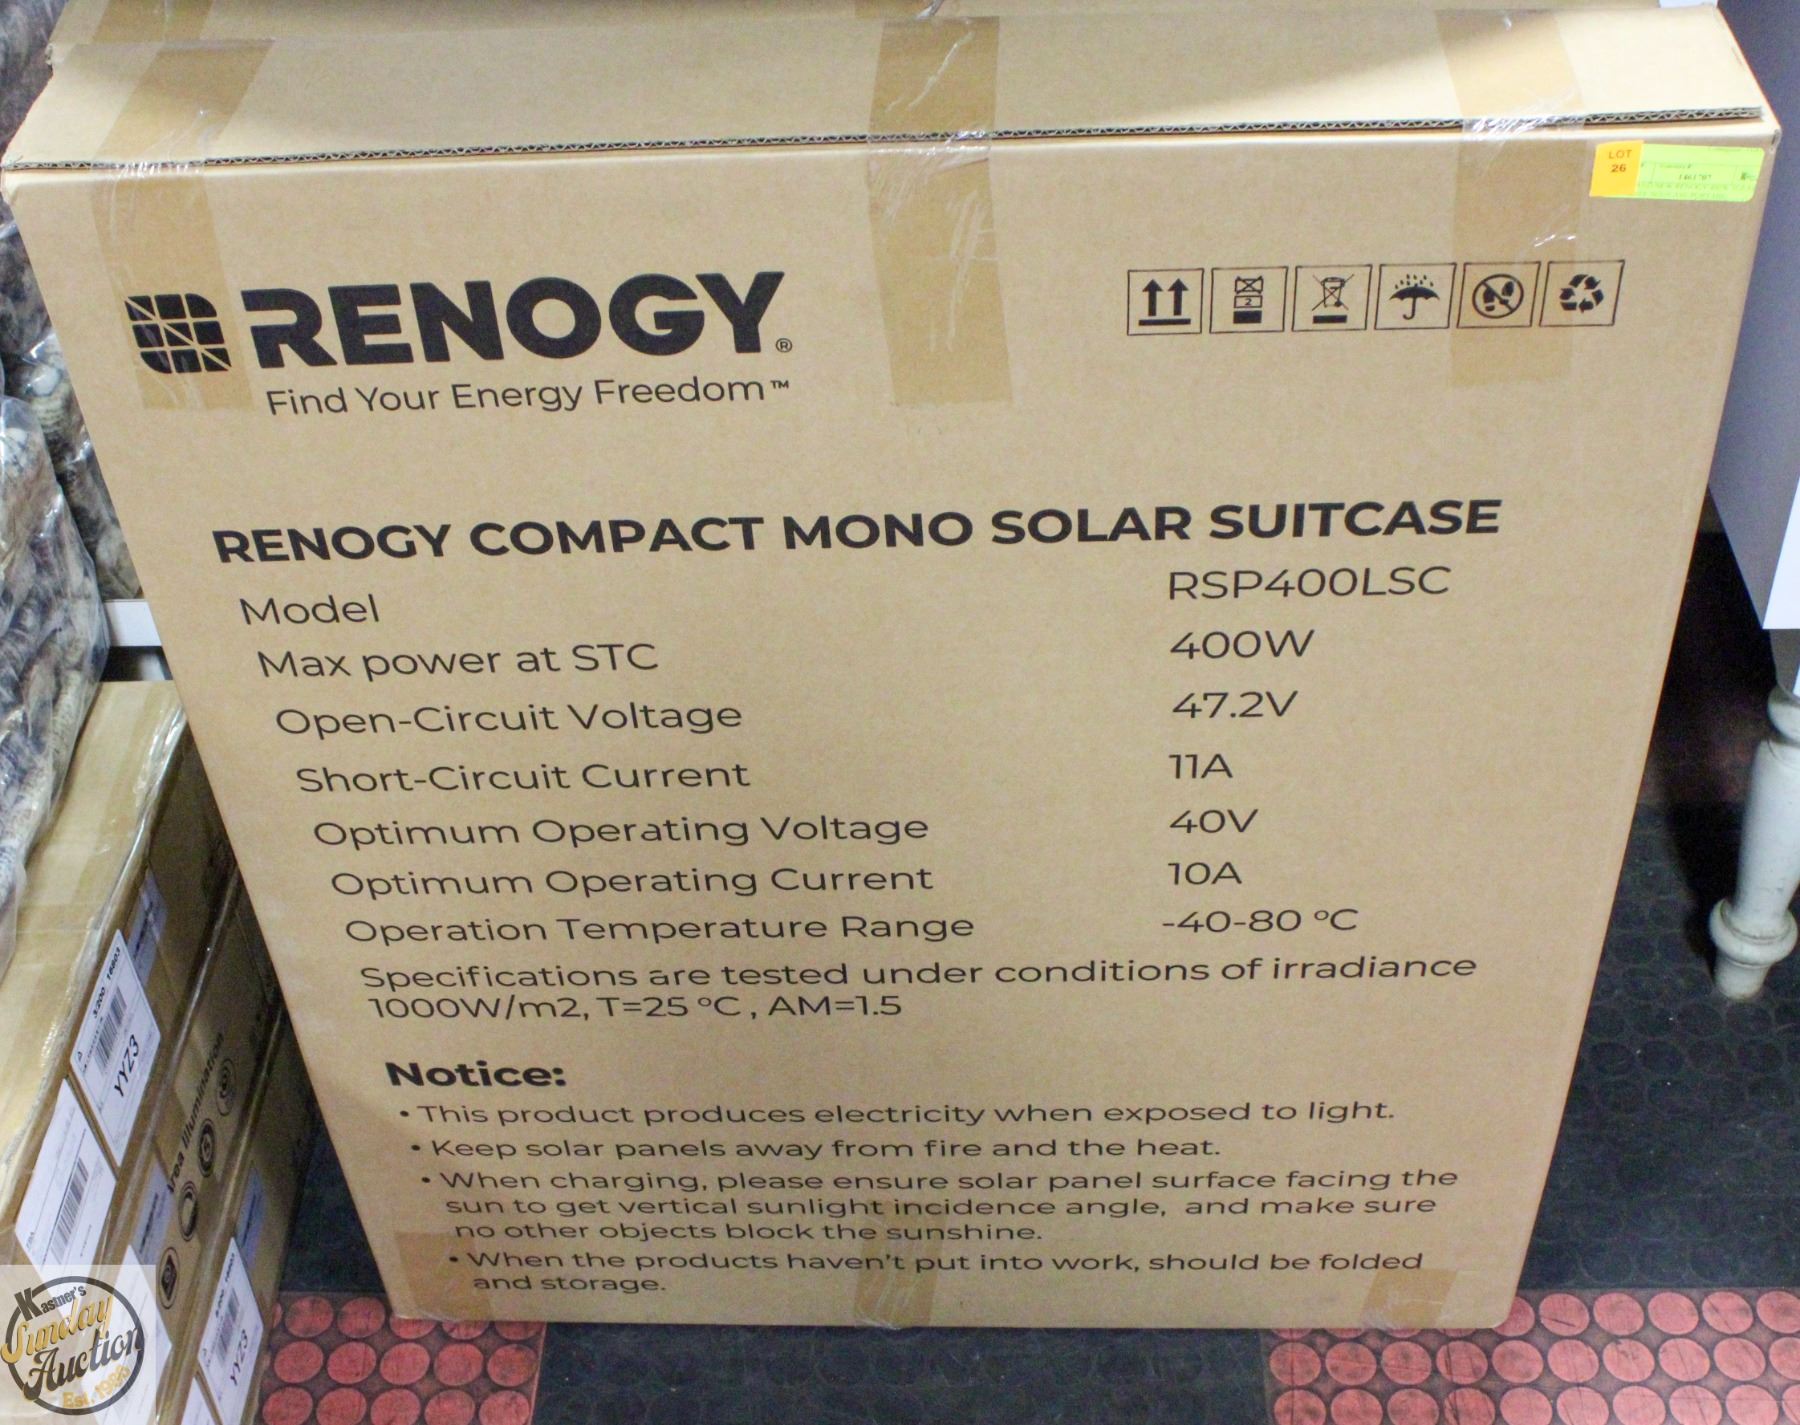 LOT
26
RENOGY®
Find Your Energy Freedom™
RENOGY COMPACT MONO SOLAR SUITCASE
Model RSP400LSC
Max power at STC 400W
Open-Circuit Voltage 47.2V
Short-Circuit Current 11A
Optimum Operating Voltage 40V
Optimum Operating Current 10A
Operation Temperature Range -40-80 °C
Specifications are tested under conditions of irradiance
1000W/m2, T=25 °C , AM=1.5
Notice:
• This product produces electricity when exposed to light.
• Keep solar panels away from fire and the heat.
• When charging, please ensure solar panel surface facing the
sun to get vertical sunlight incidence angle, and make sure
no other objects block the sunshine.
• When the products haven't put into work, should be folded
and storage.
YYZ3
Area Illumination
YYZ3
Kastner's
Sunday
Auction